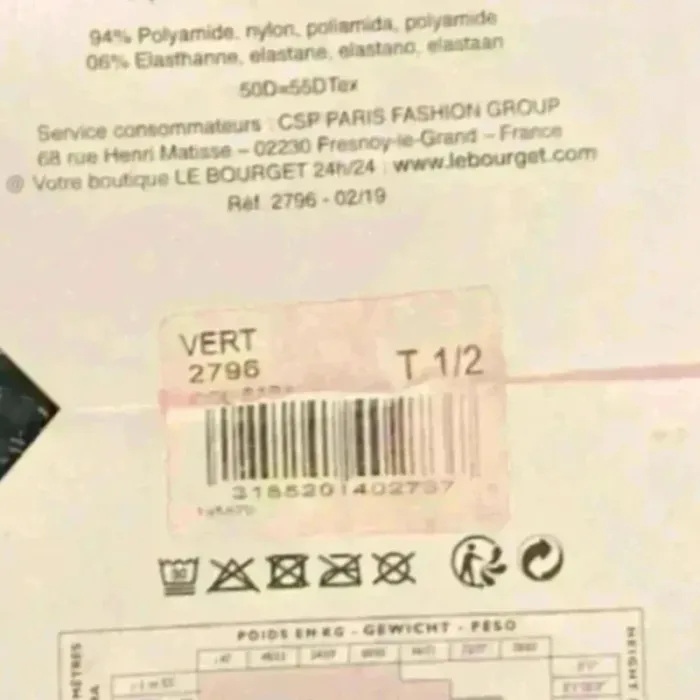 94% Polyamide, nylon, poliamida, polyamide
06% Elasthanne, elastane, elastano, elastaan
50D=55DTex
Service consommateurs : CSP PARIS FASHION GROUP
68 rue Henri Matisse – 02230 Fresnoy-le-Grand – France
@ Votre boutique LE BOURGET 24h/24 : www.lebourget.com
Réf. 2796 - 02/19
VERT
2796
T 1/2
3185201402737
30
POIDS EN KG - GEWICHT - PESO
HEIGHT